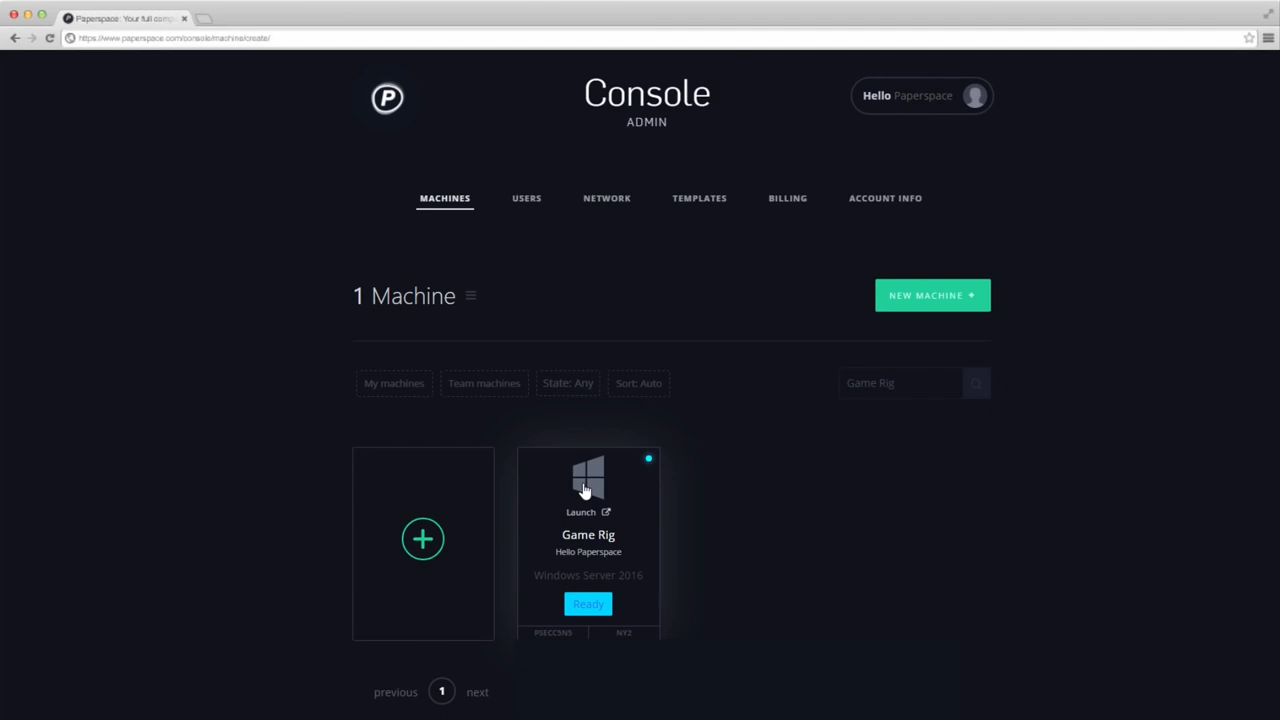 Paperspace: Your full comp
https://www.paperspace.com/console/machine/create/
P
Console
ADMIN
Hello Paperspace
MACHINES USERS NETWORK TEMPLATES BILLING ACCOUNT INFO
1 Machine
NEW MACHINE +
My machines Team machines State: Any Sort: Auto Game Rig
Launch
Game Rig
Hello Paperspace
Windows Server 2016
Ready
PSECC5N5 NY2
previous 1 next